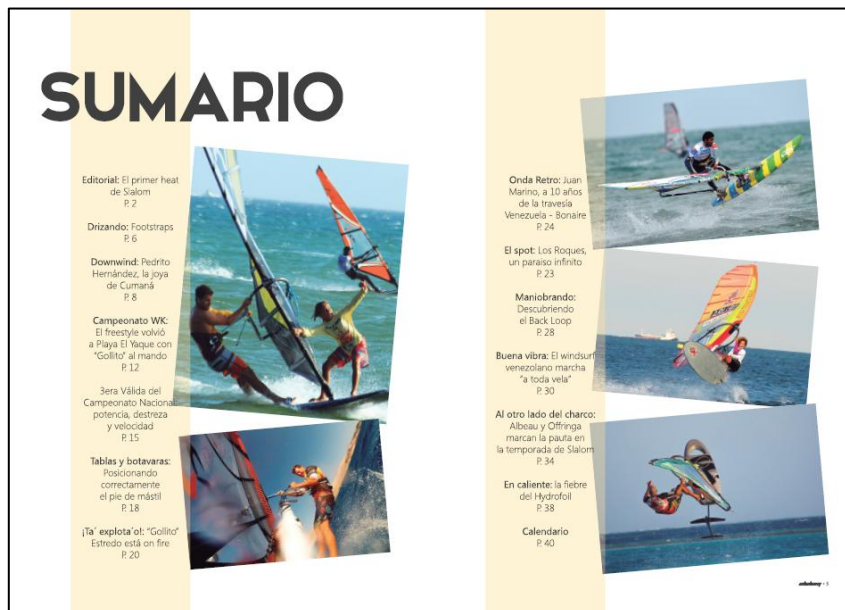 SUMARIO
Editorial: El primer heat
de Slalom
P. 2
Drizando: Footstraps
P. 6
Downwind: Pedrito
Hernández, la joya
de Cumaná
P. 8
Campeonato WK:
El freestyle volvió
a Playa El Yaque con
"Gollito" al mando
P. 12
3era Válida del
Campeonato Nacional:
potencia, destreza
y velocidad
P. 15
Tablas y botavaras:
Posicionando
correctamente
el pie de mástil
P. 18
¡Ta´ explota´o!: "Gollito"
Estredo está on fire
P. 20
Onda Retro: Juan
Marino, a 10 años
de la travesía
Venezuela - Bonaire
P. 24
El spot: Los Roques,
un paraiso infinito
P. 23
Maniobrando:
Descubriendo
el Back Loop
P. 28
Buena vibra: El windsurf
venezolano marcha
"a toda vela"
P. 30
Al otro lado del charco:
Albeau y Offringa
marcan la pauta en
la temporada de Slalom
P. 34
En caliente: la fiebre
del Hydrofoil
P. 38
Calendario
P. 40